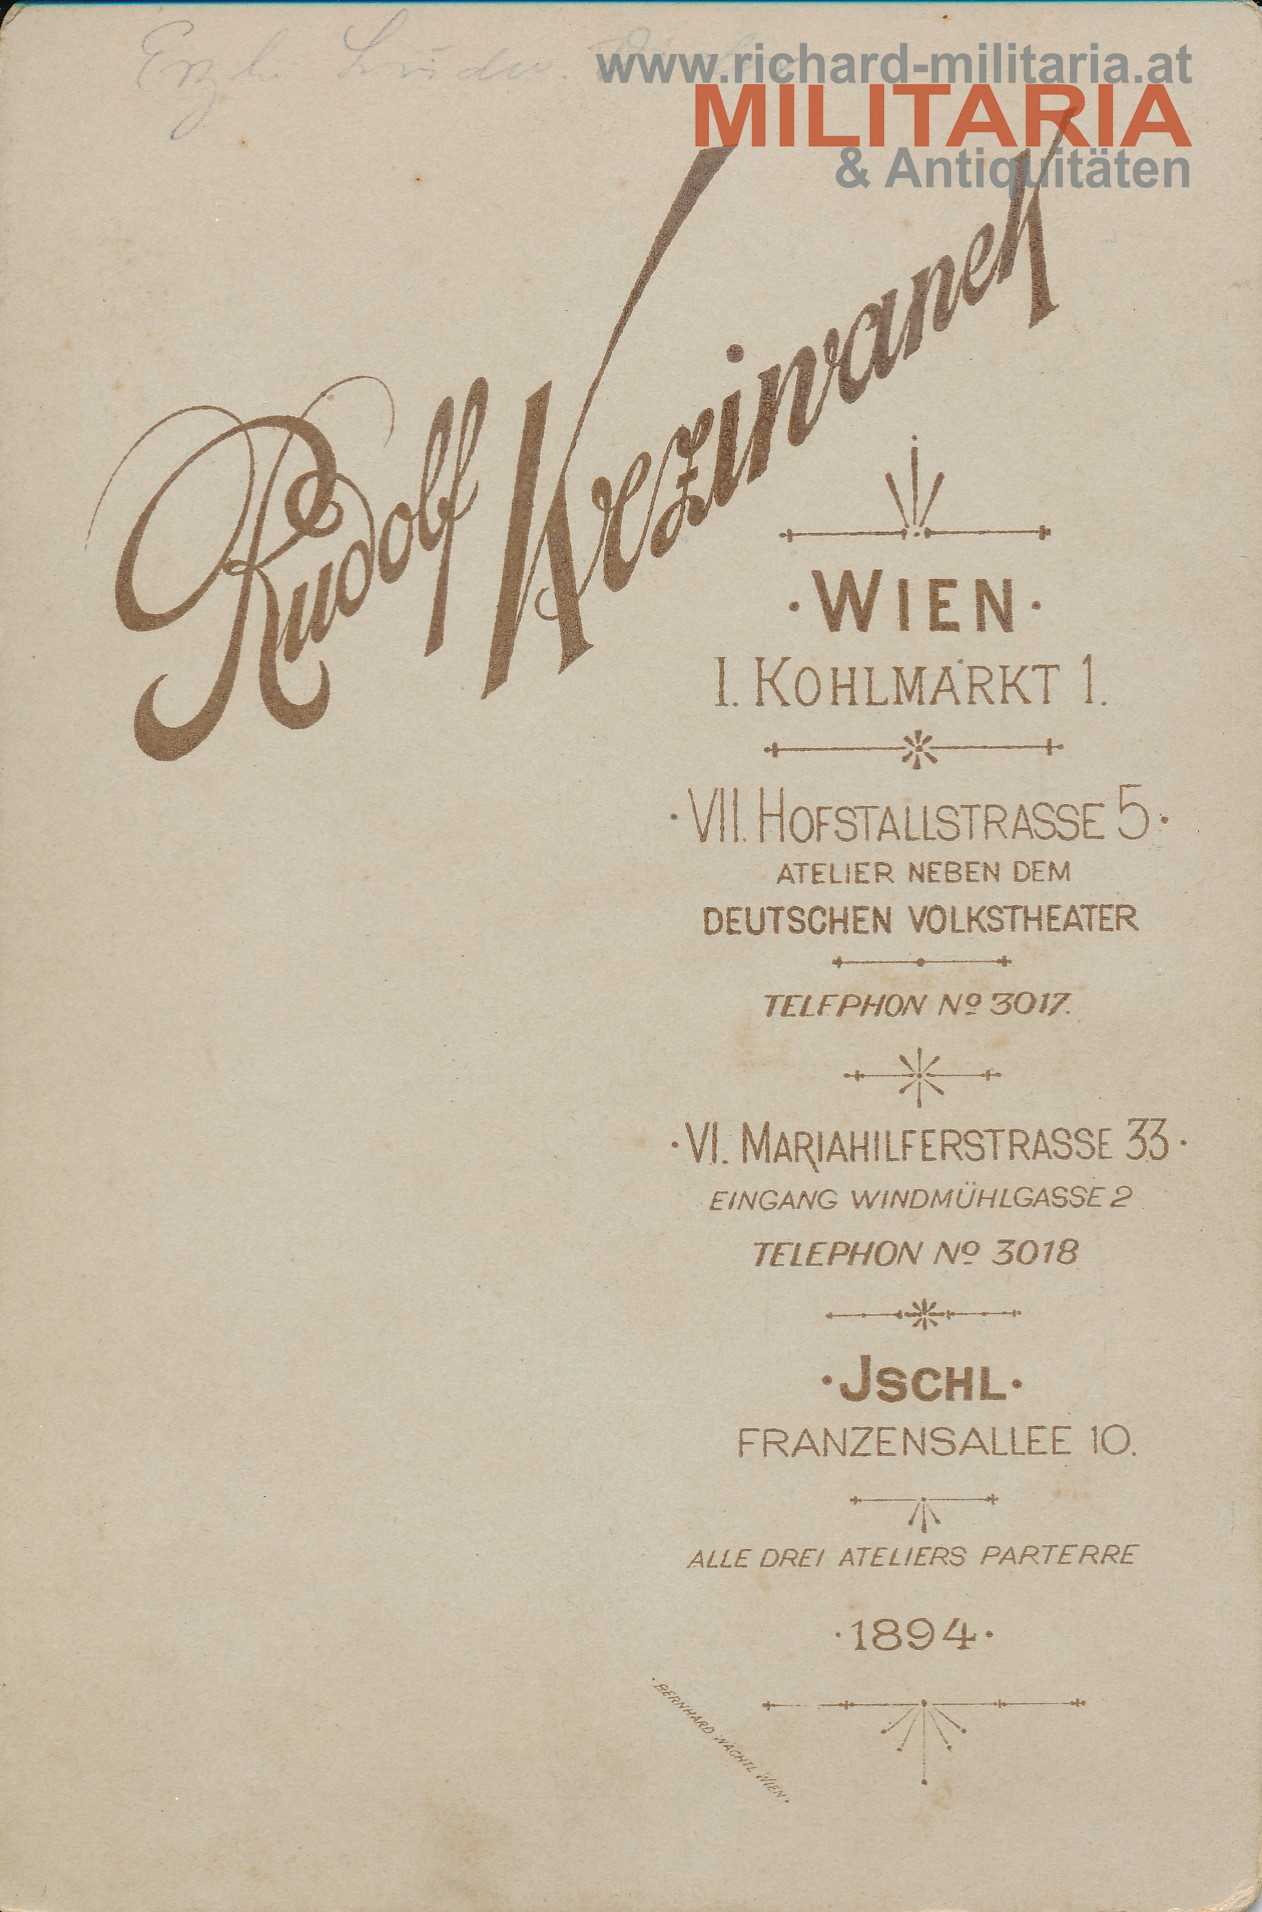 www.richard-militaria.at
MILITARIA
& Antiquitäten
Rudolf Krziwanek
WIEN
I. KOHLMARKT 1.
VII. HOFSTALLSTRASSE 5
ATELIER NEBEN DEM
DEUTSCHEN VOLKSTHEATER
TELEPHON No 3017.
VI. MARIAHILFERSTRASSE 33
EINGANG WINDMÜHLGASSE 2
TELEPHON No 3018
JSCHL
FRANZENSALLEE 10.
ALLE DREI ATELIERS PARTERRE
1894
BERNHARD WACHTL WIEN